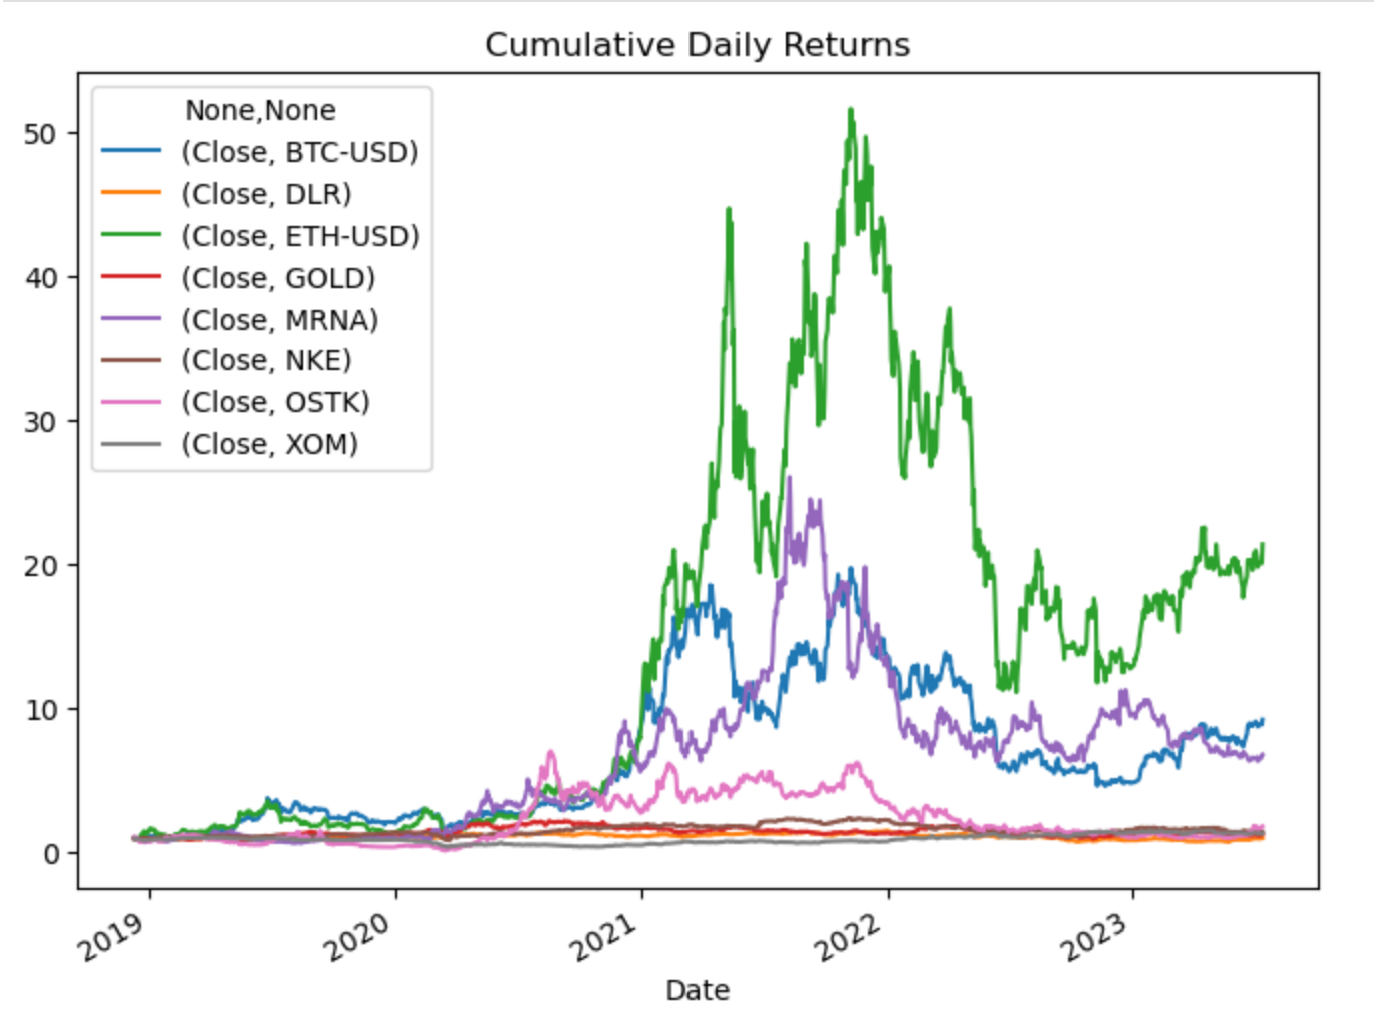 Cumulative Daily Returns
None,None
(Close, BTC-USD)
(Close, DLR)
(Close, ETH-USD)
(Close, GOLD)
(Close, MRNA)
(Close, NKE)
(Close, OSTK)
(Close, XOM)
50
40
30
20
10
0
2019
2020
2021
2022
2023
Date